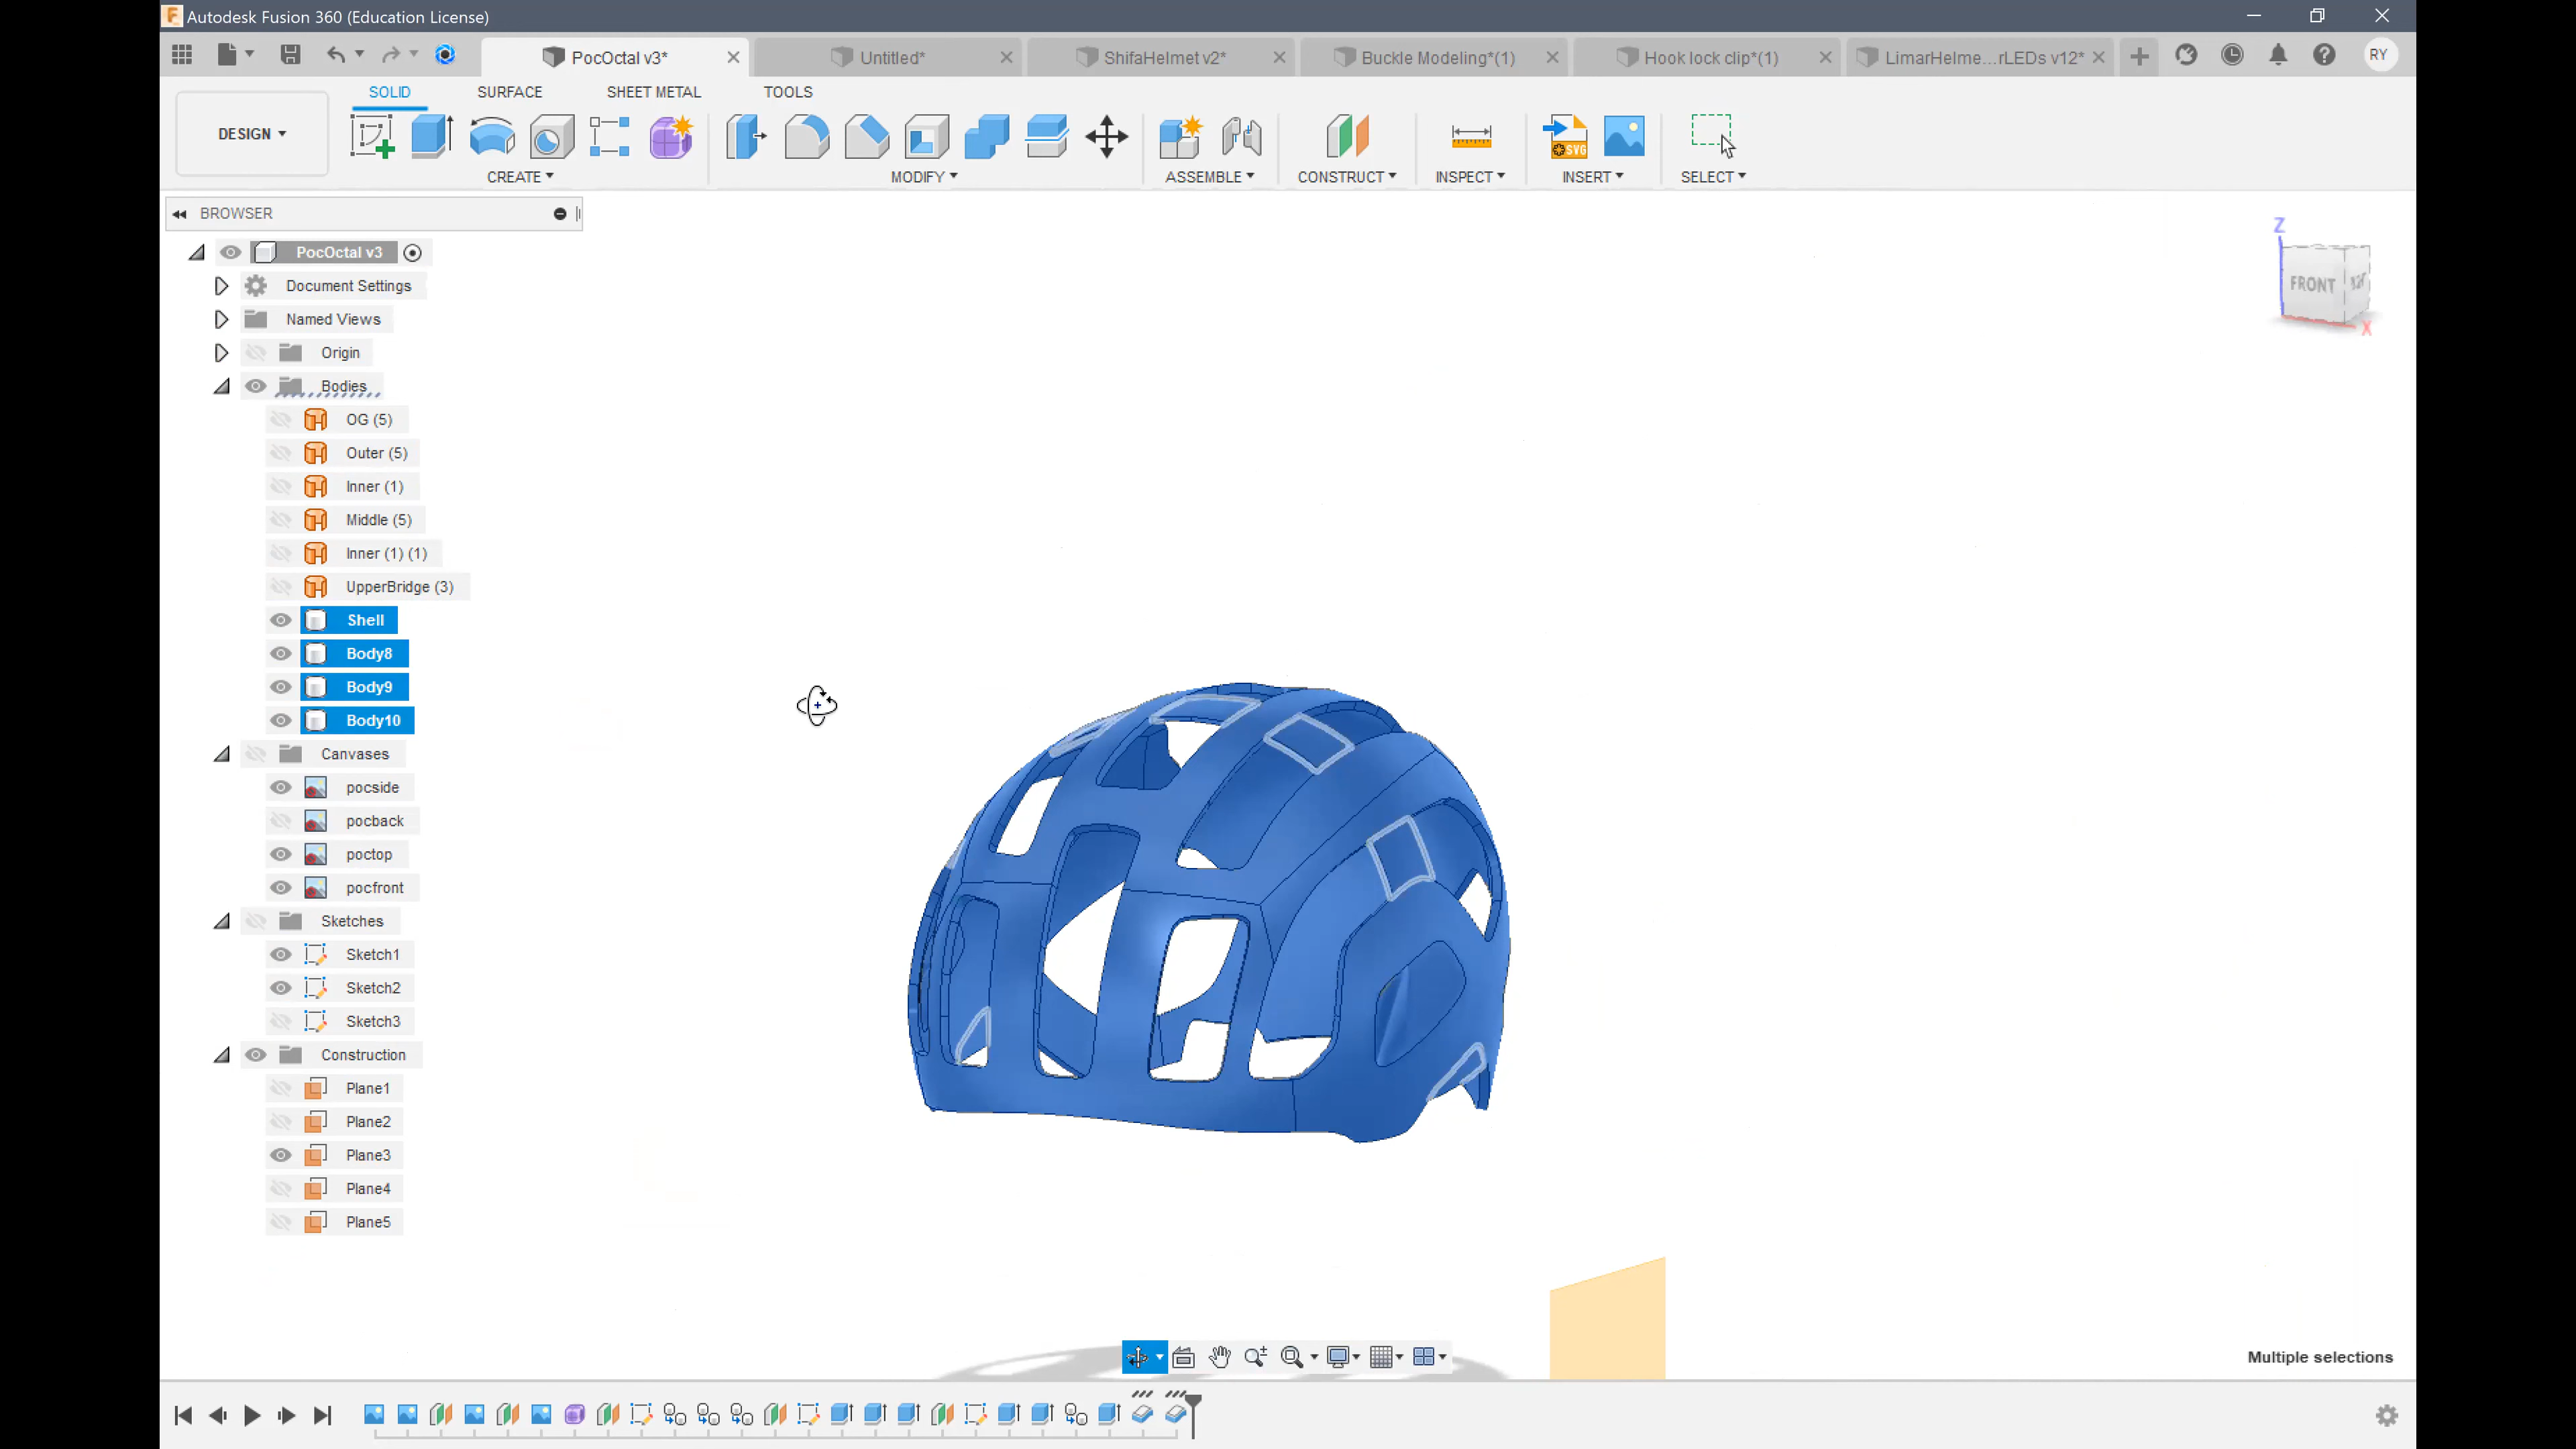 Autodesk Fusion 360 (Education License)
PocOctal v3*
Untitled*
ShifaHelmet v2*
Buckle Modeling*(1)
Hook lock clip*(1)
LimarHelme...rLEDs v12*
RY
SOLID
SURFACE
SHEET METAL
TOOLS
DESIGN
CREATE
MODIFY
ASSEMBLE
CONSTRUCT
INSPECT
SVG
INSERT
SELECT
BROWSER
PocOctal v3
Document Settings
Named Views
Origin
Bodies
OG (5)
Outer (5)
Inner (1)
Middle (5)
Inner (1) (1)
UpperBridge (3)
Shell
Body8
Body9
Body10
Canvases
pocside
pocback
poctop
pocfront
Sketches
Sketch1
Sketch2
Sketch3
Construction
Plane1
Plane2
Plane3
Plane4
Plane5
Z
FRONT
X
Multiple selections